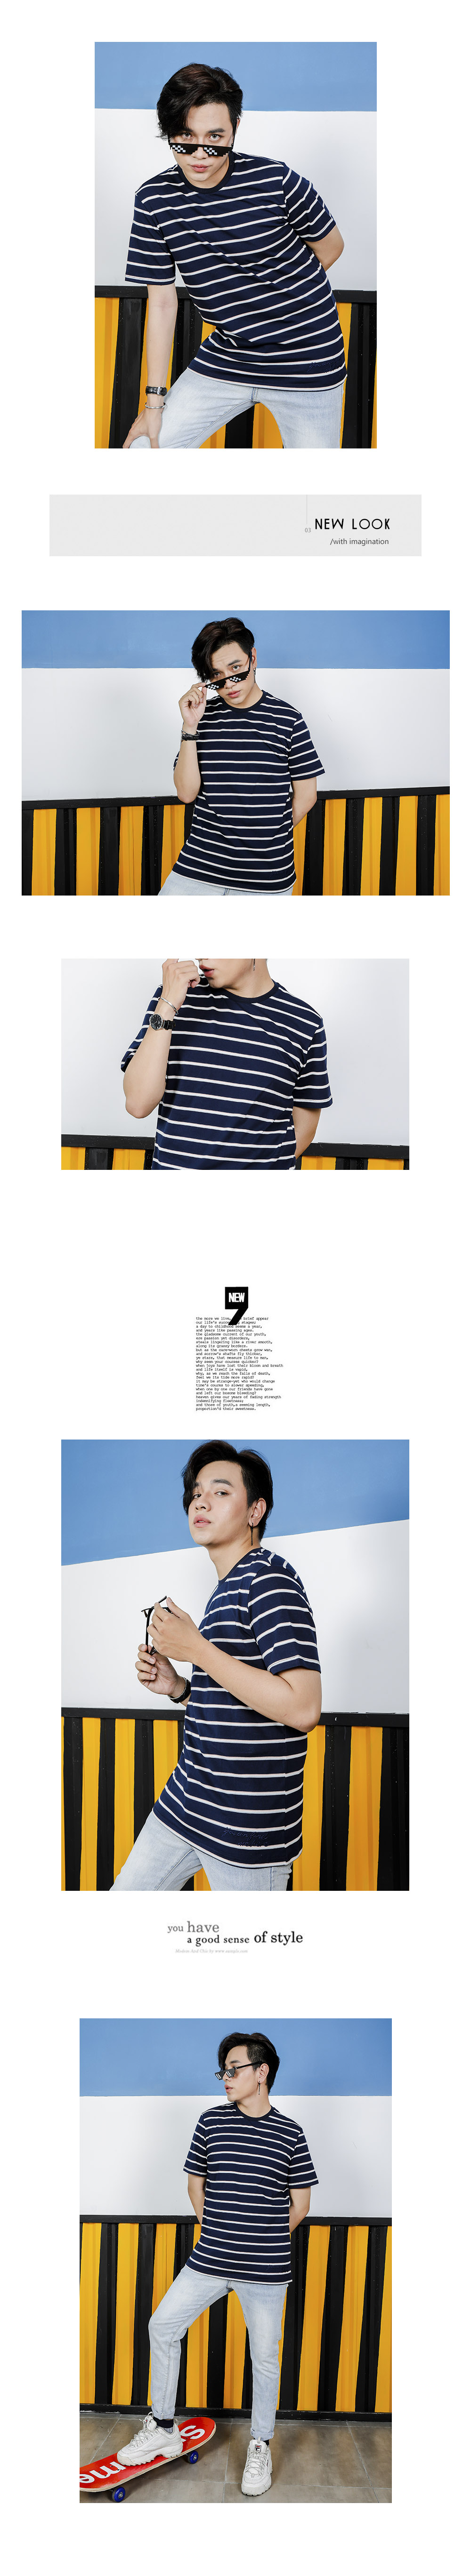 03 NEW LOOK
/with imagination
NEW
the more we live, brief appear
our life's stages:
a day to childhood seems a year,
and years like passing ages.
the gladsome current of our youth,
ere passion yet disorders,
steals lingering like a river smooth,
along its grassy borders.
but as the care-worn cheeks grow wan,
and sorrow's shafts fly thicker,
ye stars, that measure life to man,
why seem your courses quicker?
when joys have lost their bloom and breath
and life itself is vapid,
why, as we reach the falls of death,
feel we its tide more rapid?
it may be strange—yet who would change
time's course to slower speeding,
when one by one our friends have gone
and left our bosoms bleeding?
heaven gives our years of fading strength
indemnifying fleetness;
and those of youth, a seeming length,
proportion'd their sweetness.
you have
a good sense of style